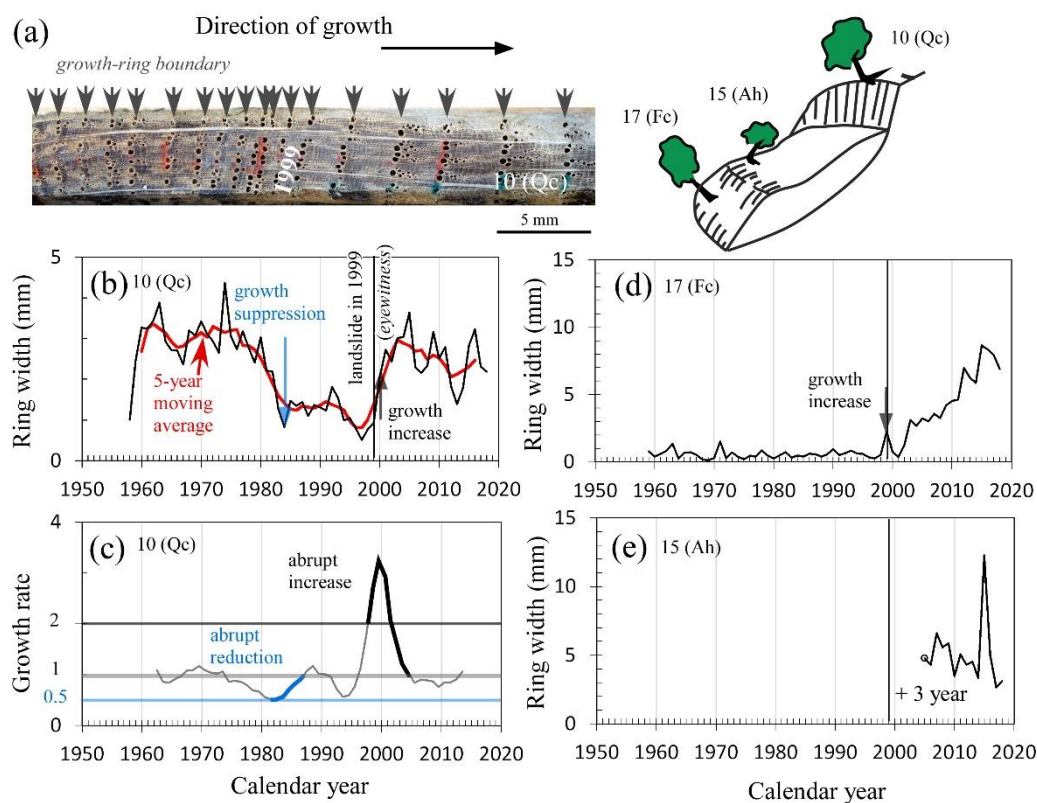 (a)
Direction of growth
growth-ring boundary
1999
10 (Qc)
5 mm
10 (Qc)
15 (Ah)
17 (Fc)
(b) 10 (Qc)
Ring width (mm)
5
0
growth
suppression
5-year
moving
average
landslide in 1999
(eyewitness)
growth
increase
1950 1960 1970 1980 1990 2000 2010 2020
(c) 10 (Qc)
Growth rate
4
2
1
0.5
0
abrupt
increase
abrupt
reduction
1950 1960 1970 1980 1990 2000 2010 2020
Calendar year
(d) 17 (Fc)
Ring width (mm)
15
10
5
0
growth
increase
1950 1960 1970 1980 1990 2000 2010 2020
(e) 15 (Ah)
Ring width (mm)
15
10
5
0
+ 3 year
1950 1960 1970 1980 1990 2000 2010 2020
Calendar year